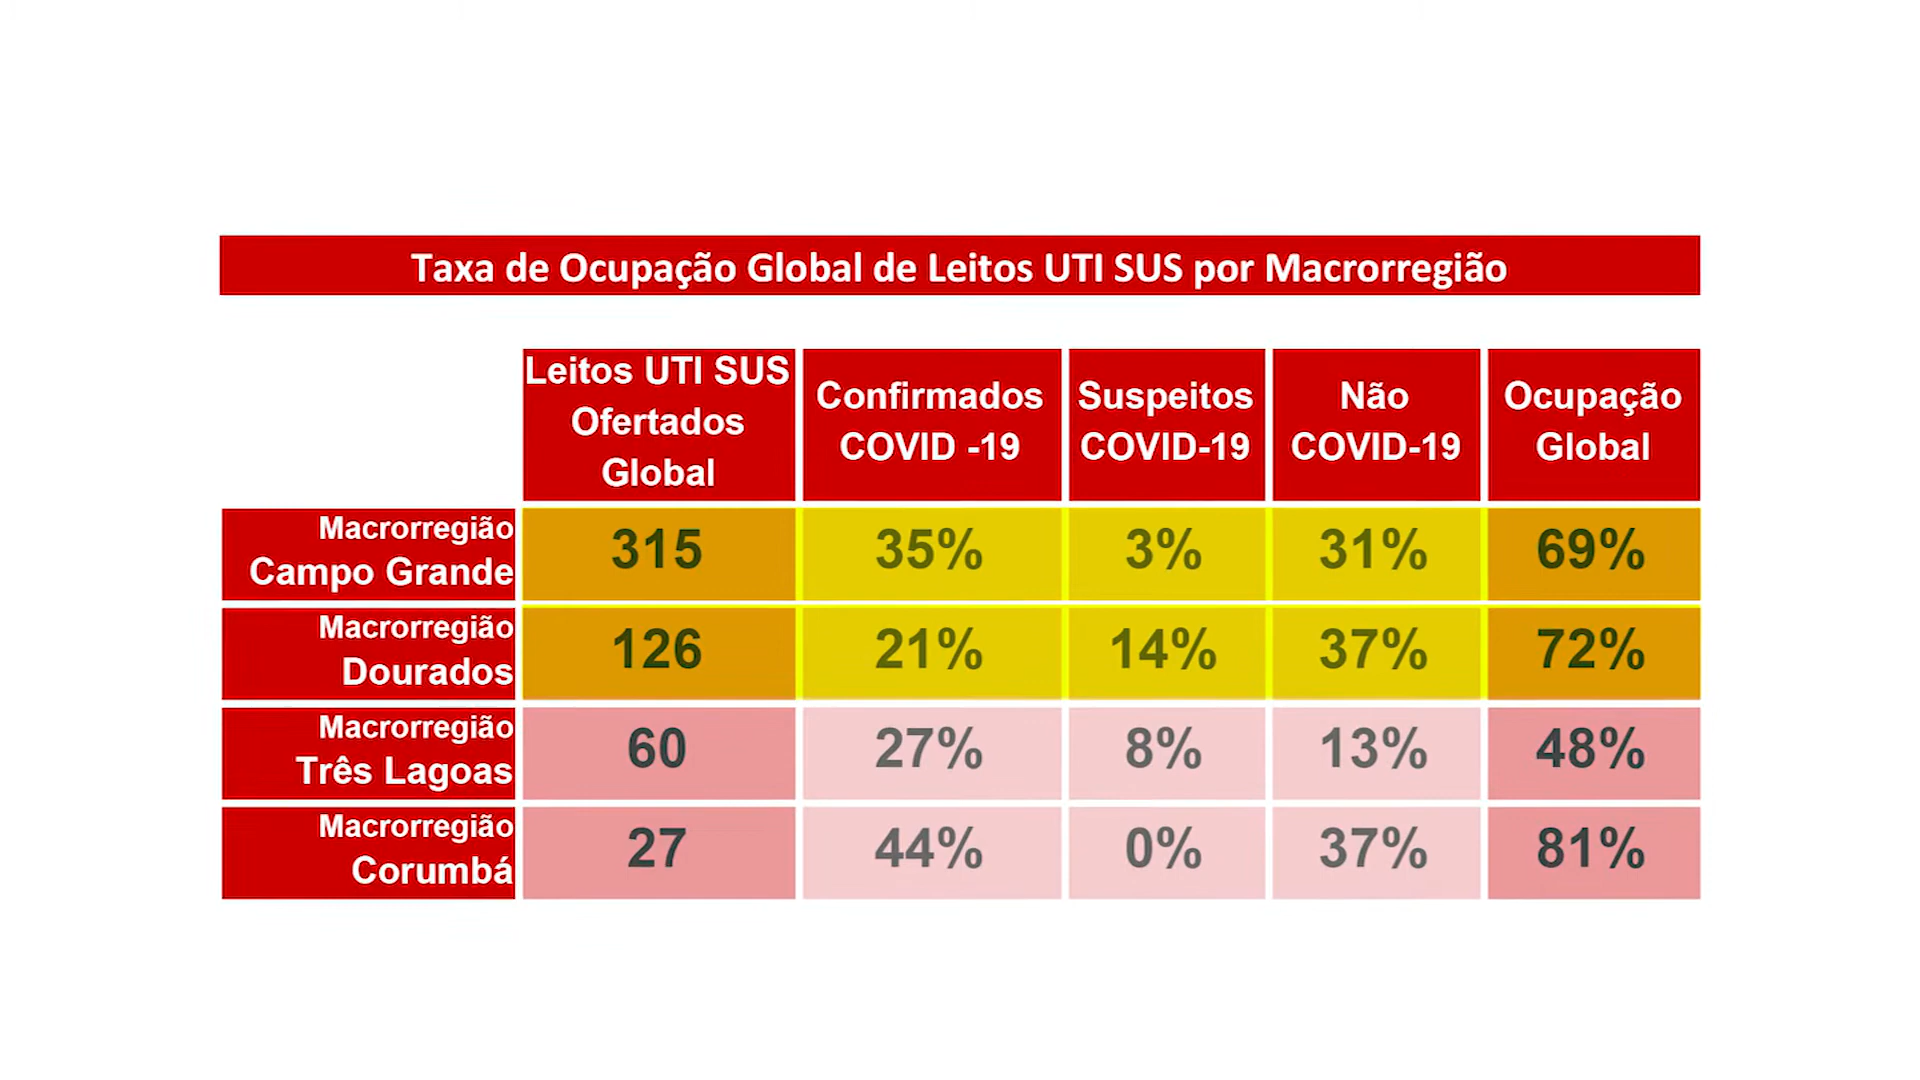 Taxa de Ocupação Global de Leitos UTI SUS por Macrorregião
Leitos UTI SUS
Ofertados
Global
Confirmados
COVID -19
Suspeitos
COVID-19
Não
COVID-19
Ocupação
Global
Macrorregião
Campo Grande
315 35% 3% 31% 69%
Macrorregião
Dourados
126 21% 14% 37% 72%
Macrorregião
Três Lagoas
60 27% 8% 13% 48%
Macrorregião
Corumbá
27 44% 0% 37% 81%